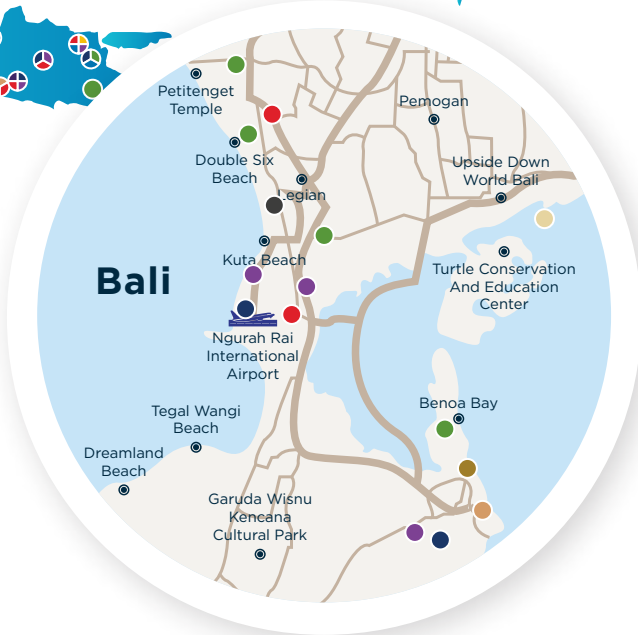 Petitenget
Temple
Pemogan
Double Six
Beach
Upside Down
World Bali
Legian
Kuta Beach
Turtle Conservation
And Education
Center
Bali
Ngurah Rai
International
Airport
Benoa Bay
Tegal Wangi
Beach
Dreamland
Beach
Garuda Wisnu
Kencana
Cultural Park